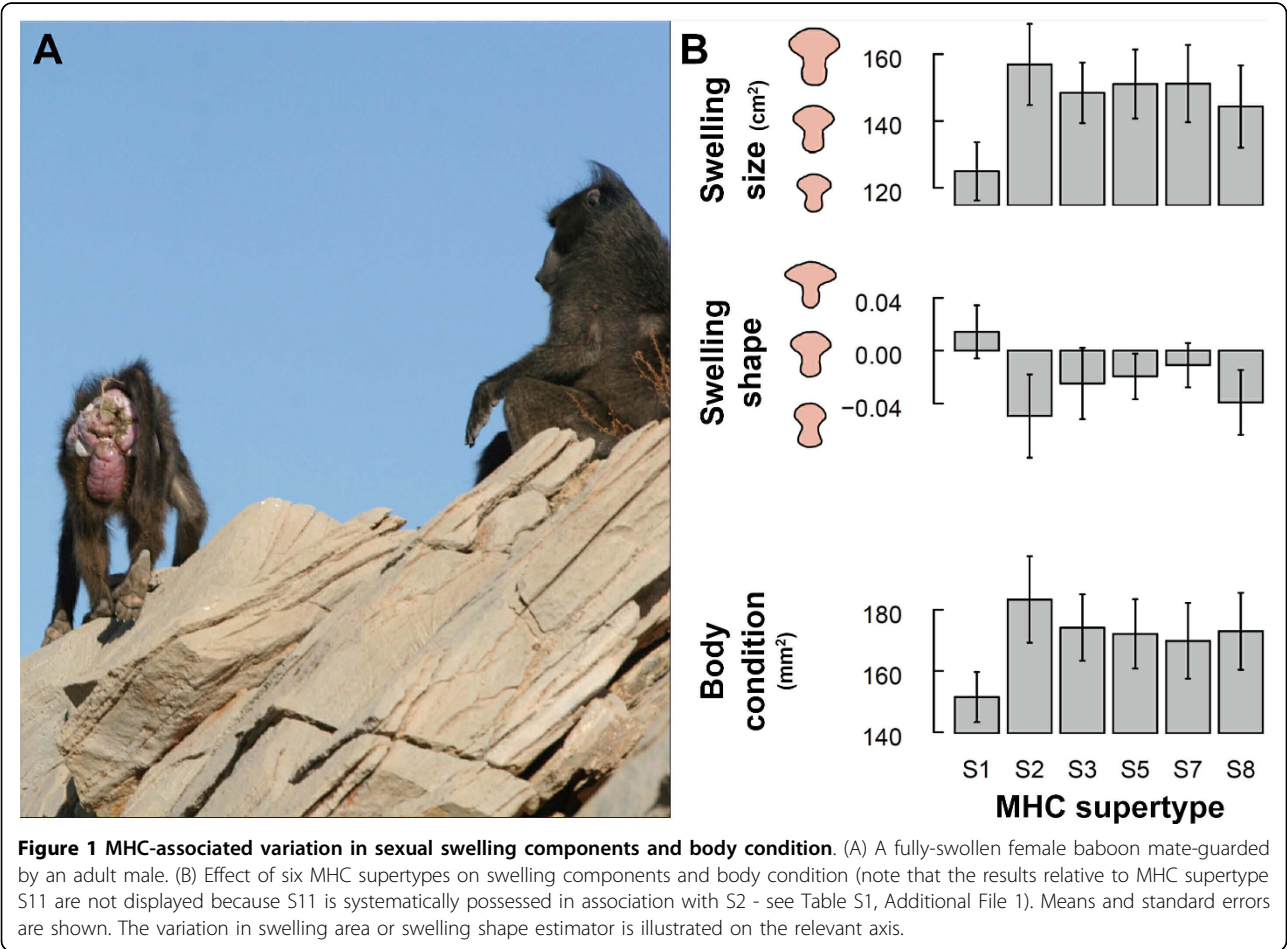 A
B
Swelling
size (cm²)
160
140
120
Swelling
shape
0.04
0.00
−0.04
Body
condition
(mm²)
180
160
140
S1 S2 S3 S5 S7 S8
MHC supertype
Figure 1 MHC-associated variation in sexual swelling components and body condition. (A) A fully-swollen female baboon mate-guarded
by an adult male. (B) Effect of six MHC supertypes on swelling components and body condition (note that the results relative to MHC supertype
S11 are not displayed because S11 is systematically possessed in association with S2 - see Table S1, Additional File 1). Means and standard errors
are shown. The variation in swelling area or swelling shape estimator is illustrated on the relevant axis.